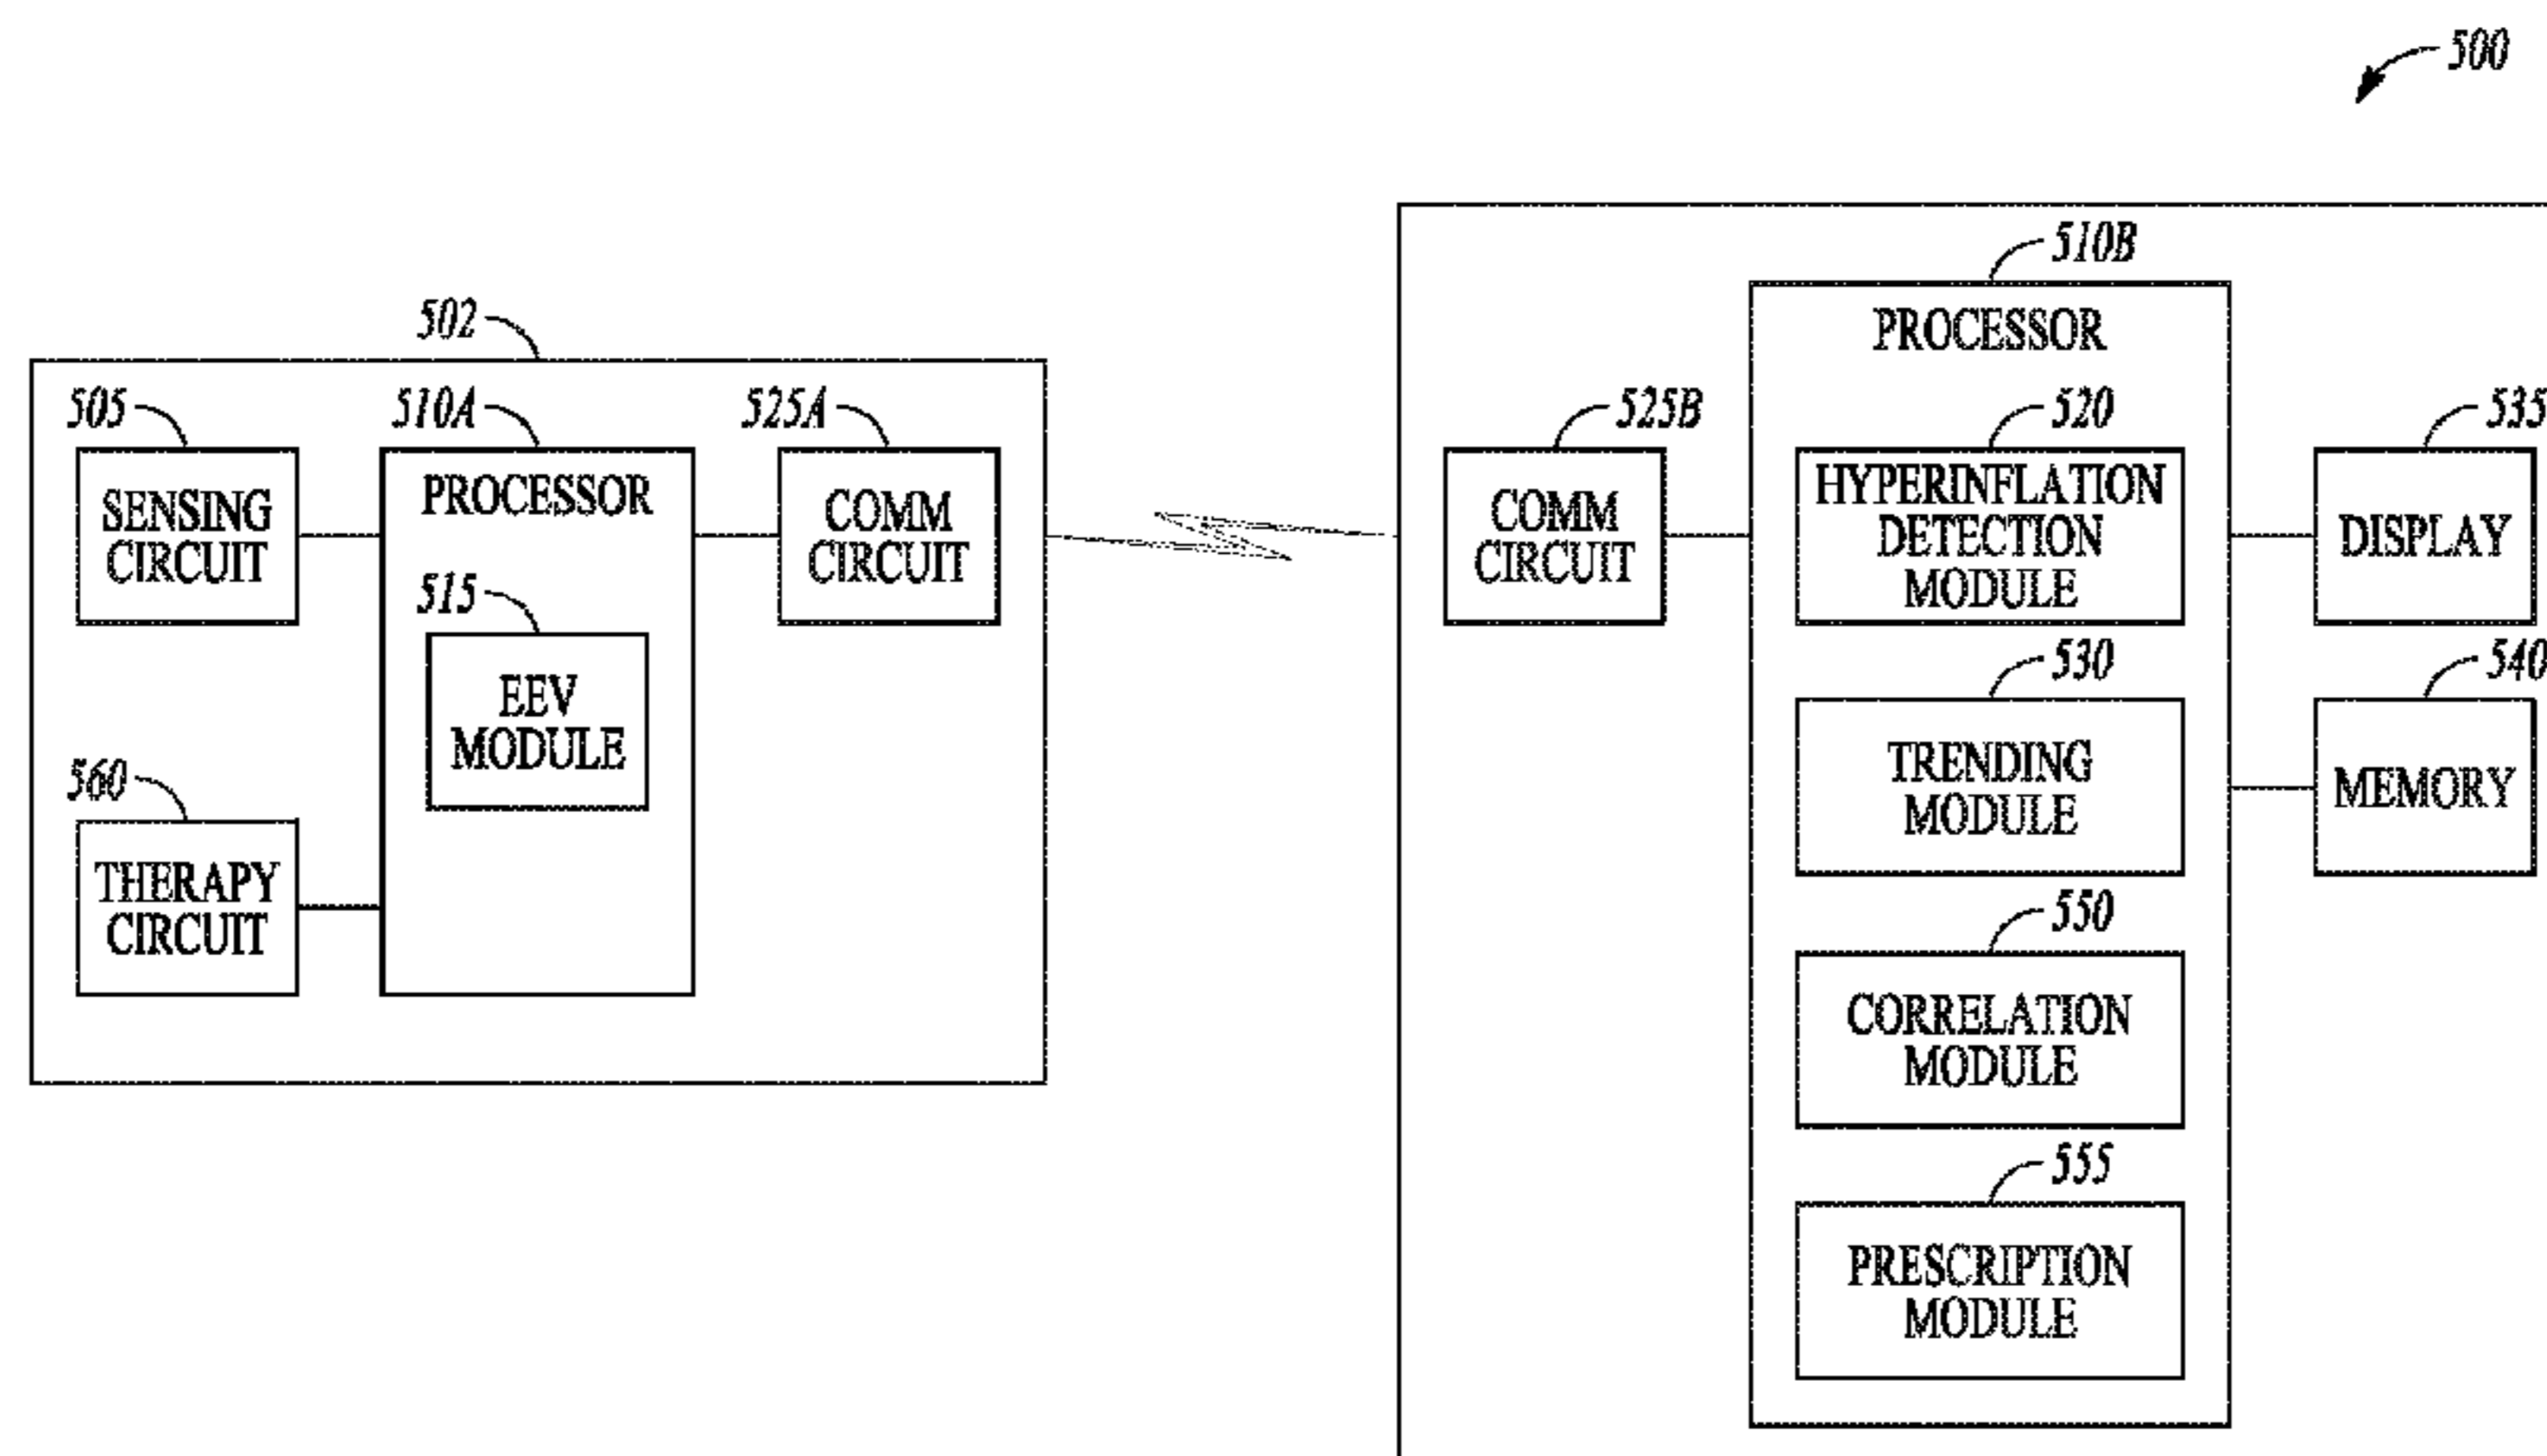 500
502
505
SENSING
CIRCUIT
510A
PROCESSOR
515
EEV
MODULE
525A
COMM
CIRCUIT
560
THERAPY
CIRCUIT
525B
COMM
CIRCUIT
510B
PROCESSOR
520
HYPERINFLATION
DETECTION
MODULE
530
TRENDING
MODULE
550
CORRELATION
MODULE
555
PRESCRIPTION
MODULE
535
DISPLAY
540
MEMORY